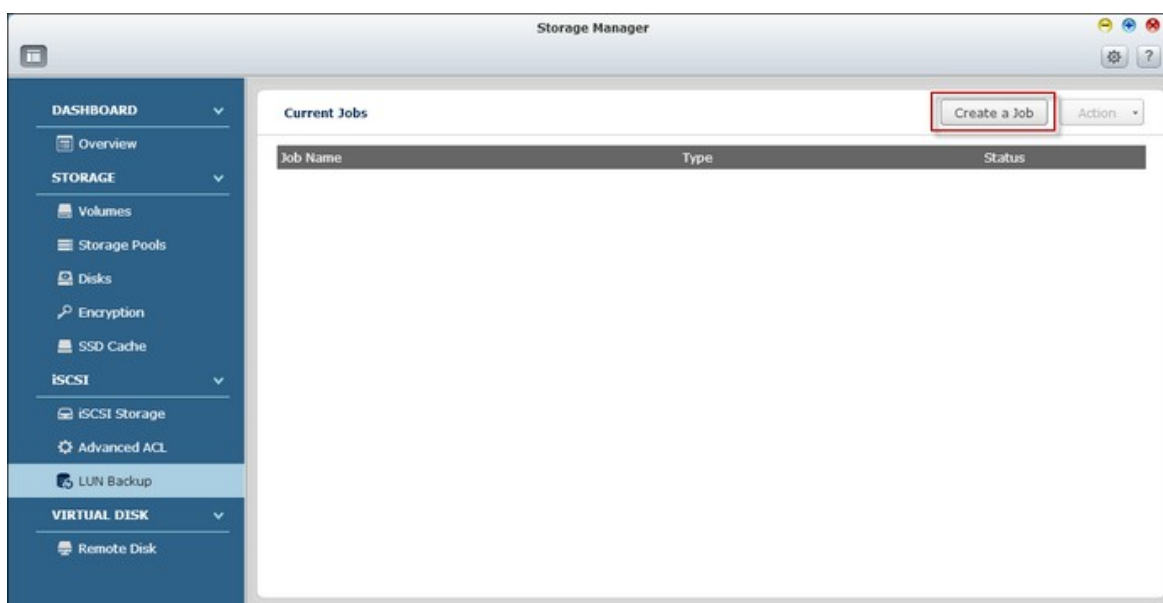 Storage Manager
?
DASHBOARD
Overview
STORAGE
Volumes
Storage Pools
Disks
Encryption
SSD Cache
iSCSI
iSCSI Storage
Advanced ACL
LUN Backup
VIRTUAL DISK
Remote Disk
Current Jobs
Create a Job
Action
Job Name Type Status